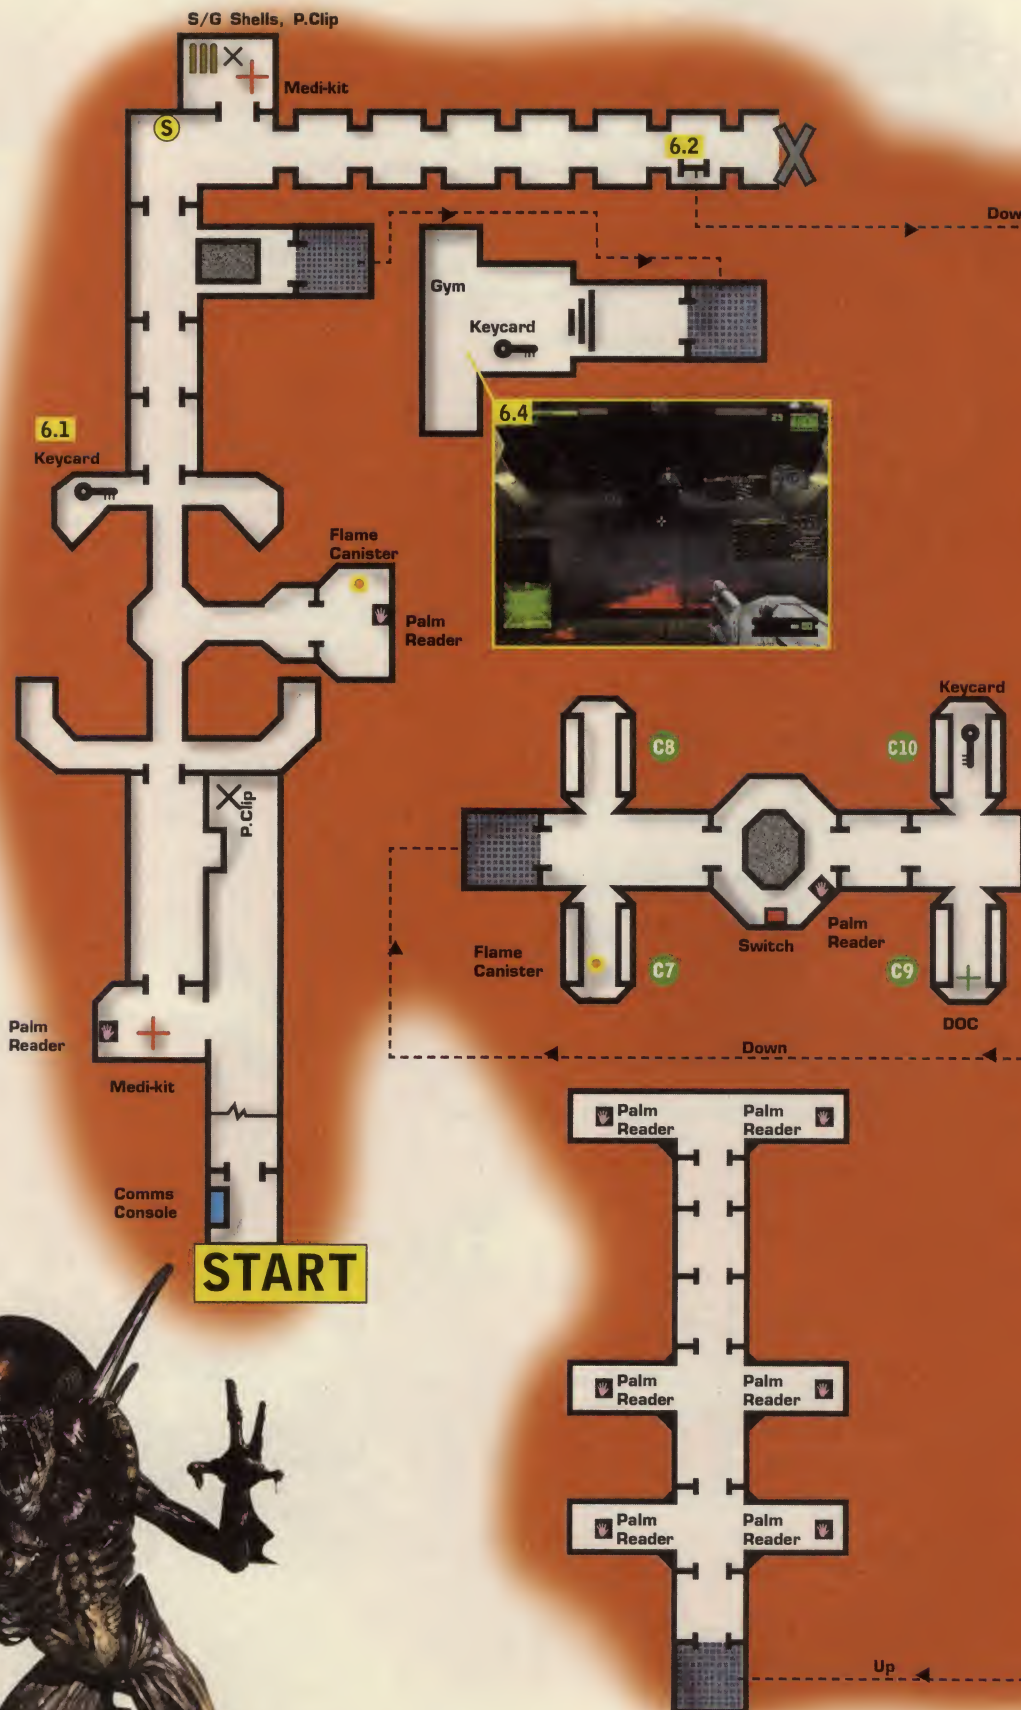 S/G Shells, P.Clip
Medi-kit
S
6.2
Dow
Gym
Keycard
6.4
6.1
Keycard
Flame
Canister
Palm
Reader
Keycard
C8
C10
P.Clip
Flame
Canister
C7
Switch
Palm
Reader
C9
DOC
Palm
Reader
Medi-kit
Down
Palm
Reader
Palm
Reader
Comms
Console
START
Palm
Reader
Palm
Reader
Palm
Reader
Palm
Reader
Up